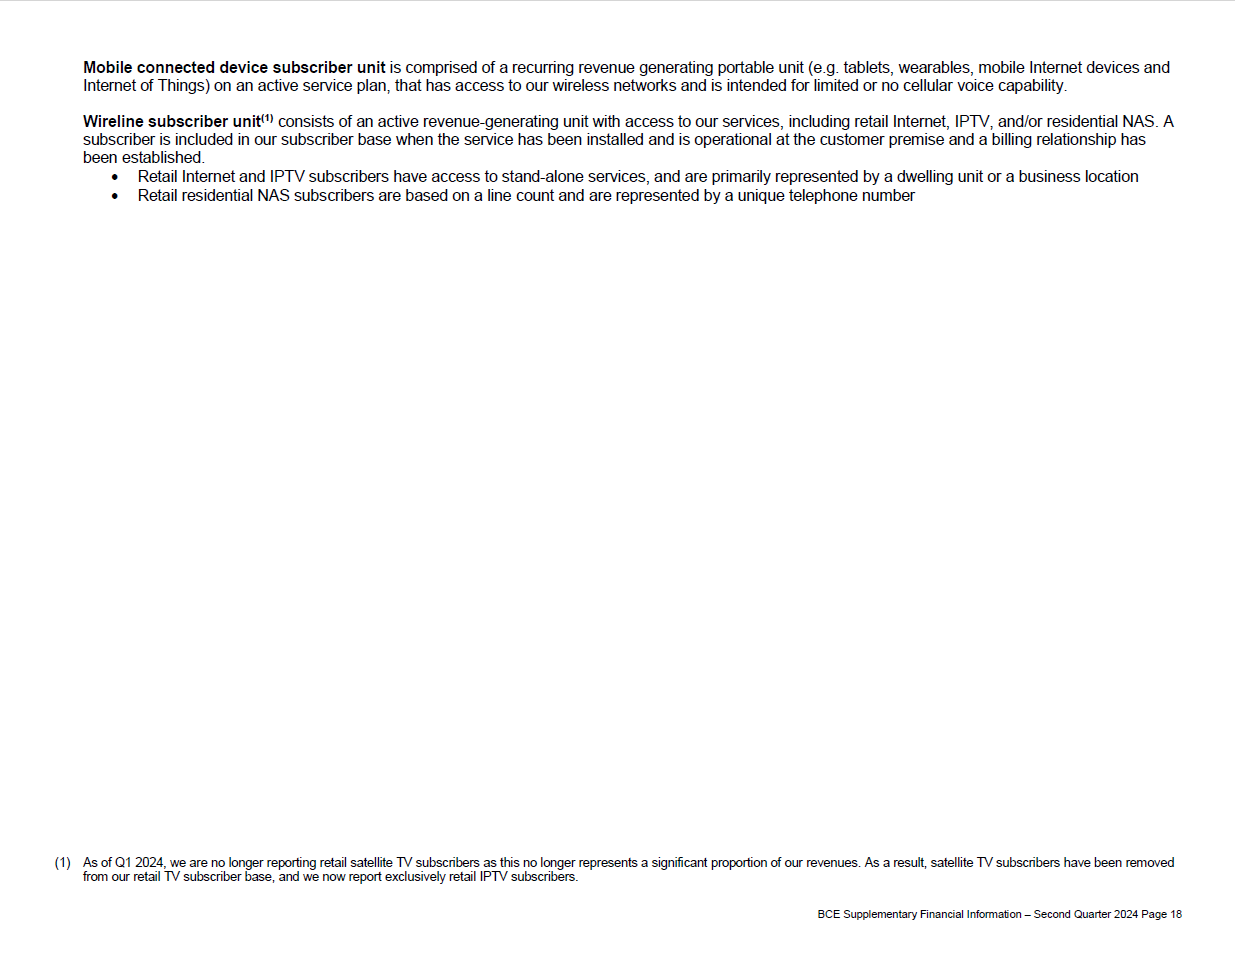 Mobile connected device subscriber unit is comprised of a recurring revenue generating portable unit (e.g. tablets, wearables, mobile Internet devices and
Internet of Things) on an active service plan, that has access to our wireless networks and is intended for limited or no cellular voice capability.
Wireline subscriber unit(1) consists of an active revenue-generating unit with access to our services, including retail Internet, IPTV, and/or residential NAS. A
subscriber is included in our subscriber base when the service has been installed and is operational at the customer premise and a billing relationship has
been established.
• Retail Internet and IPTV subscribers have access to stand-alone services, and are primarily represented by a dwelling unit or a business location
• Retail residential NAS subscribers are based on a line count and are represented by a unique telephone number
(1) As of Q1 2024, we are no longer reporting retail satellite TV subscribers as this no longer represents a significant proportion of our revenues. As a result, satellite TV subscribers have been removed
from our retail TV subscriber base, and we now report exclusively retail IPTV subscribers.
BCE Supplementary Financial Information – Second Quarter 2024 Page 18